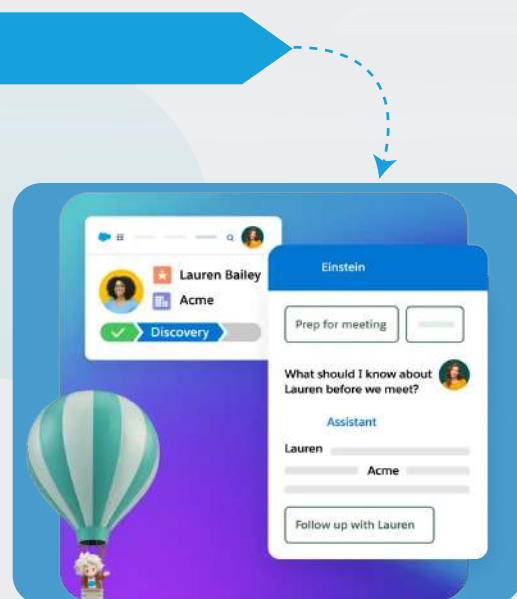 Lauren Bailey
Acme
Discovery
Einstein
Prep for meeting
What should I know about
Lauren before we meet?
Assistant
Lauren
Acme
Follow up with Lauren